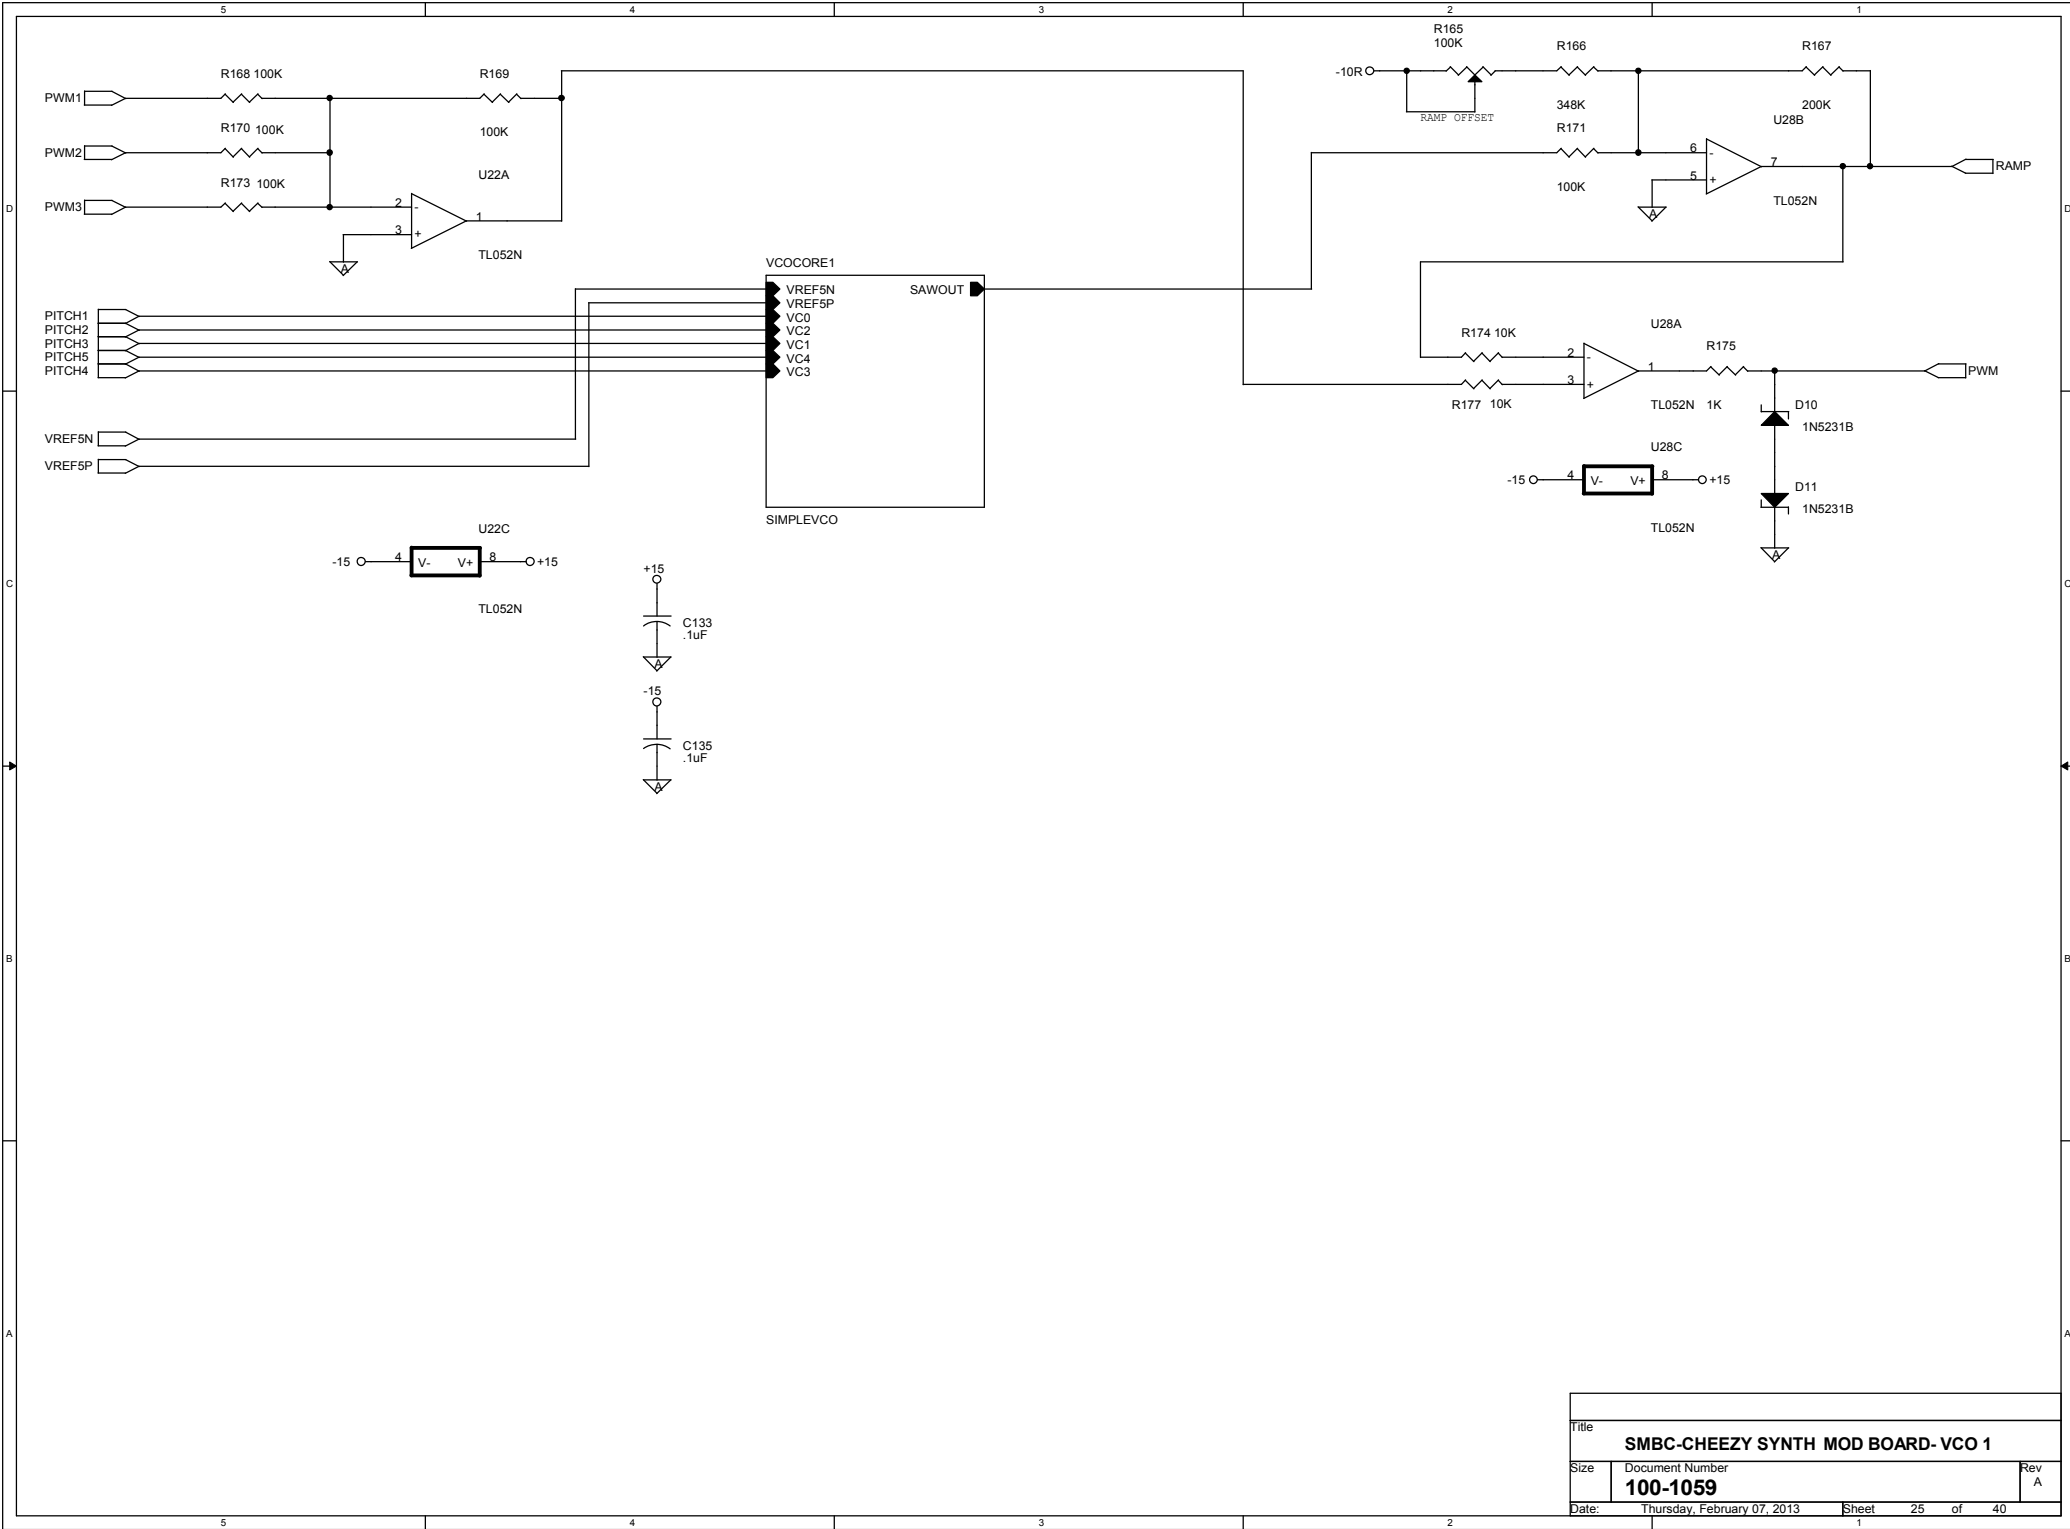 5 4 3 2 1
R168 100K
PWM1
R169
100K
R170 100K
PWM2
R173 100K
PWM3
U22A
2 -
3 +
1
A
TL052N
R165
100K
-10R
RAMP OFFSET
R166
348K
R167
200K
R171
100K
U28B
6 -
5 +
7
A
TL052N
RAMP
D
D
VCOCORE1
VREF5N
VREF5P
VC0
VC2
VC1
VC4
VC3
SAWOUT
SIMPLEVCO
PITCH1
PITCH2
PITCH3
PITCH5
PITCH4
VREF5N
VREF5P
R174 10K
R177 10K
U28A
2 -
3 +
1
TL052N
R175
1K
PWM
D10
1N5231B
D11
1N5231B
A
U28C
-15 4 V- V+ 8 +15
TL052N
U22C
-15 4 V- V+ 8 +15
TL052N
+15
C133
.1uF
A
-15
C135
.1uF
A
C
C
B
B
A
A
Title
SMBC-CHEEZY SYNTH MOD BOARD- VCO 1
Size Document Number Rev
100-1059 A
Date: Thursday, February 07, 2013 Sheet 25 of 40
5 4 3 2 1